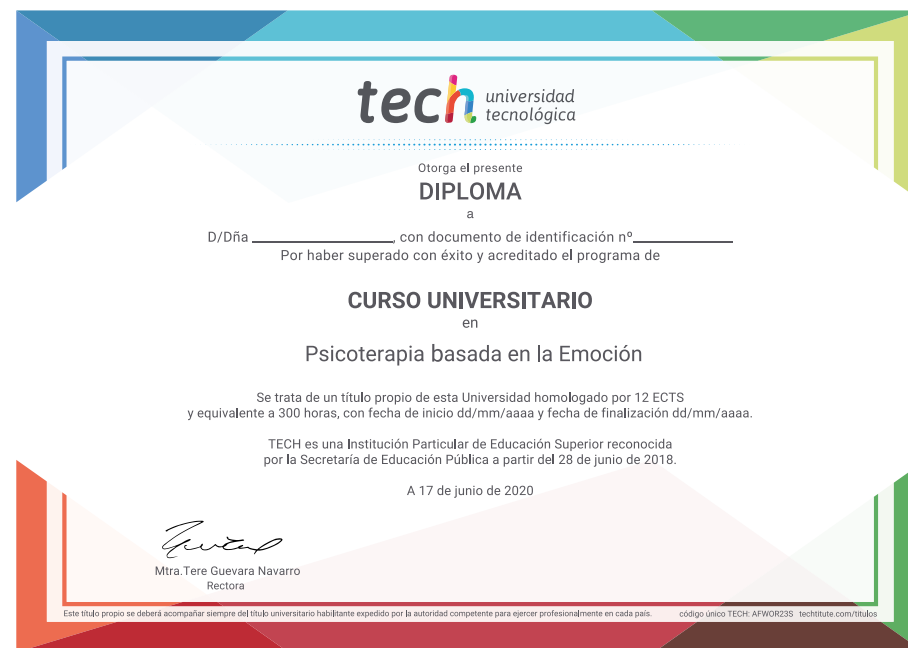 tech universidad
tecnológica
Otorga el presente
DIPLOMA
a
D/Dña ____________________, con documento de identificación nº______________
Por haber superado con éxito y acreditado el programa de
CURSO UNIVERSITARIO
en
Psicoterapia basada en la Emoción
Se trata de un título propio de esta Universidad homologado por 12 ECTS
y equivalente a 300 horas, con fecha de inicio dd/mm/aaaa y fecha de finalización dd/mm/aaaa.
TECH es una Institución Particular de Educación Superior reconocida
por la Secretaría de Educación Pública a partir del 28 de junio de 2018.
A 17 de junio de 2020
Mtra.Tere Guevara Navarro
Rectora
Este título propio se deberá acompañar siempre del título universitario habilitante expedido por la autoridad competente para ejercer profesionalmente en cada país. código único TECH: AFWOR23S techtitute.com/titulos